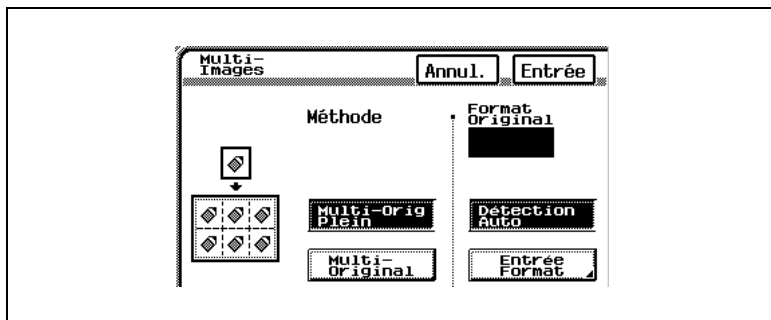 Multi-
Images
Annul.
Entrée
Méthode
Format
Original
Multi-Orig
Plein
Détection
Auto
Multi-
Original
Entrée
Format